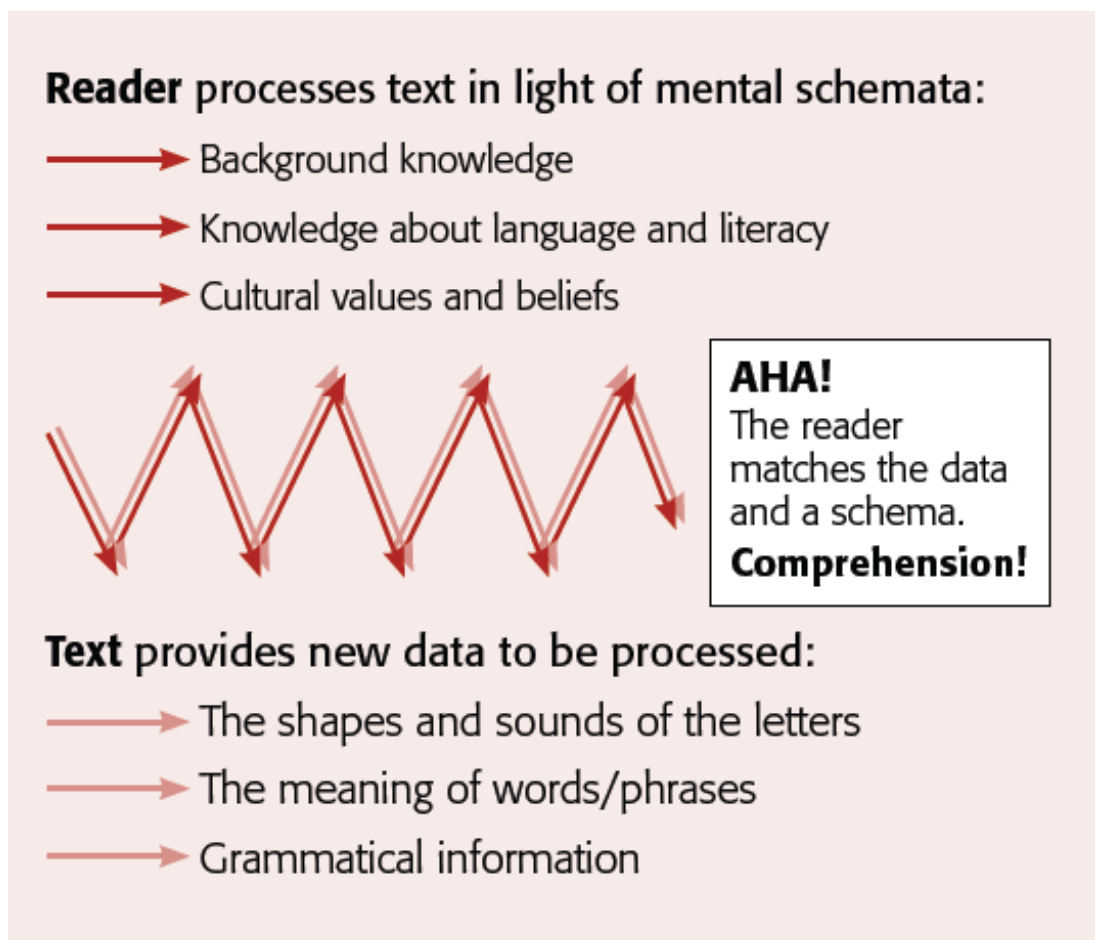 Reader processes text in light of mental schemata:
Background knowledge
Knowledge about language and literacy
Cultural values and beliefs
AHA!
The reader
matches the data
and a schema.
Comprehension!
Text provides new data to be processed:
The shapes and sounds of the letters
The meaning of words/phrases
Grammatical information